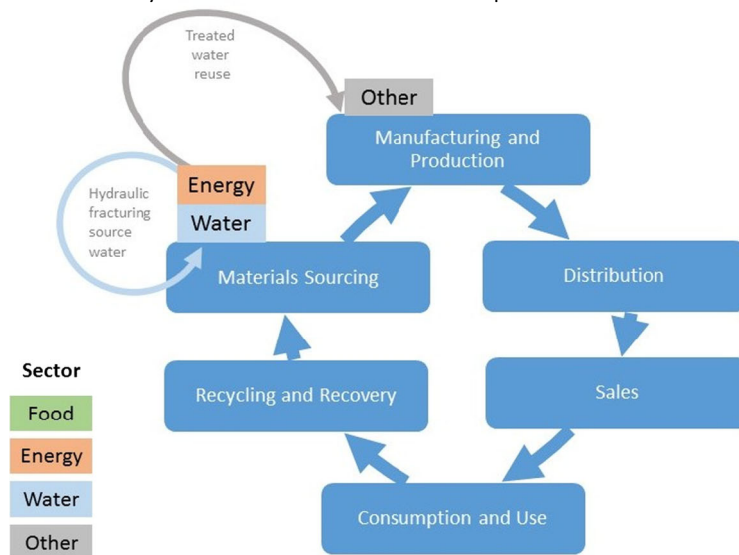 Treated
water
reuse
Other
Manufacturing and
Production
Energy
Hydraulic
fracturing
source
water
Water
Materials Sourcing
Distribution
Sector
Recycling and Recovery
Sales
Food
Energy
Water
Consumption and Use
Other